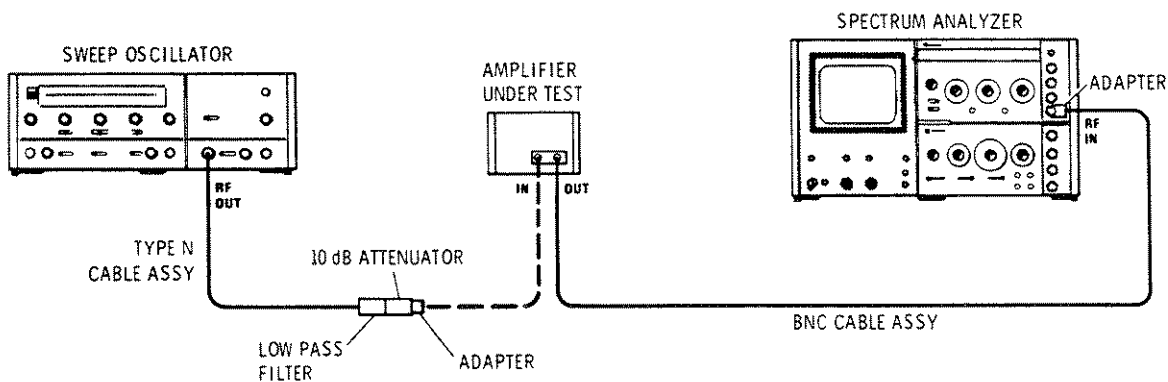 SPECTRUM ANALYZER
SWEEP OSCILLATOR
AMPLIFIER
UNDER TEST
ADAPTER
RF
IN
IN
OUT
RF
OUT
TYPE N
CABLE ASSY
10 dB ATTENUATOR
BNC CABLE ASSY
LOW PASS
FILTER
ADAPTER